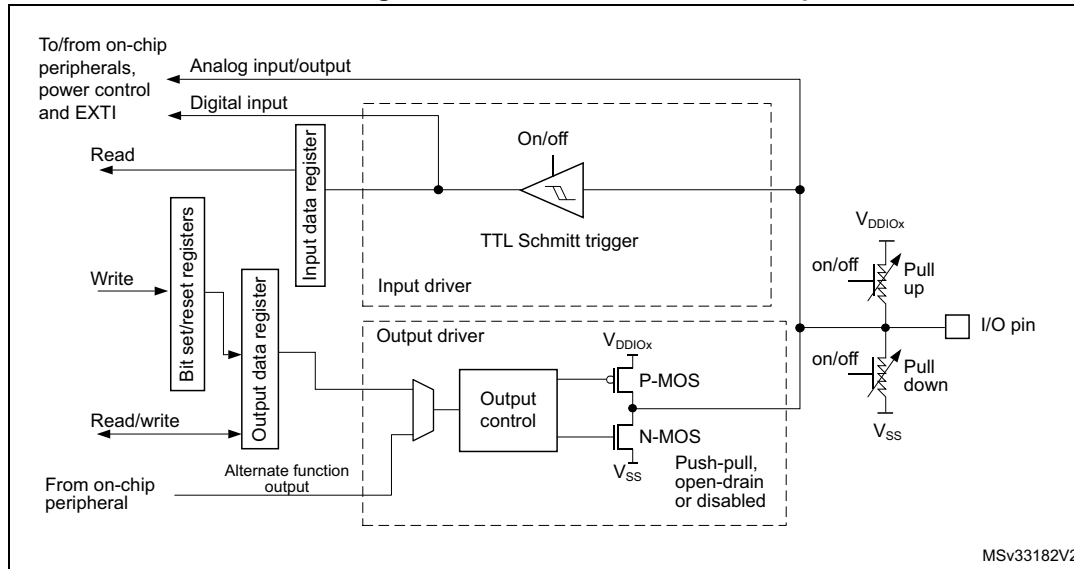 To/from on-chip
peripherals,
power control
and EXTI
Analog input/output
Digital input
Read
Write
Read/write
From on-chip
peripheral
Alternate function
output
Bit set/reset registers
Output data register
Input data register
On/off
TTL Schmitt trigger
Input driver
Output driver
Output
control
VDDIOx
P-MOS
N-MOS
VSS
Push-pull,
open-drain
or disabled
VDDIOx
on/off
Pull
up
I/O pin
on/off
Pull
down
VSS
MSv33182V2